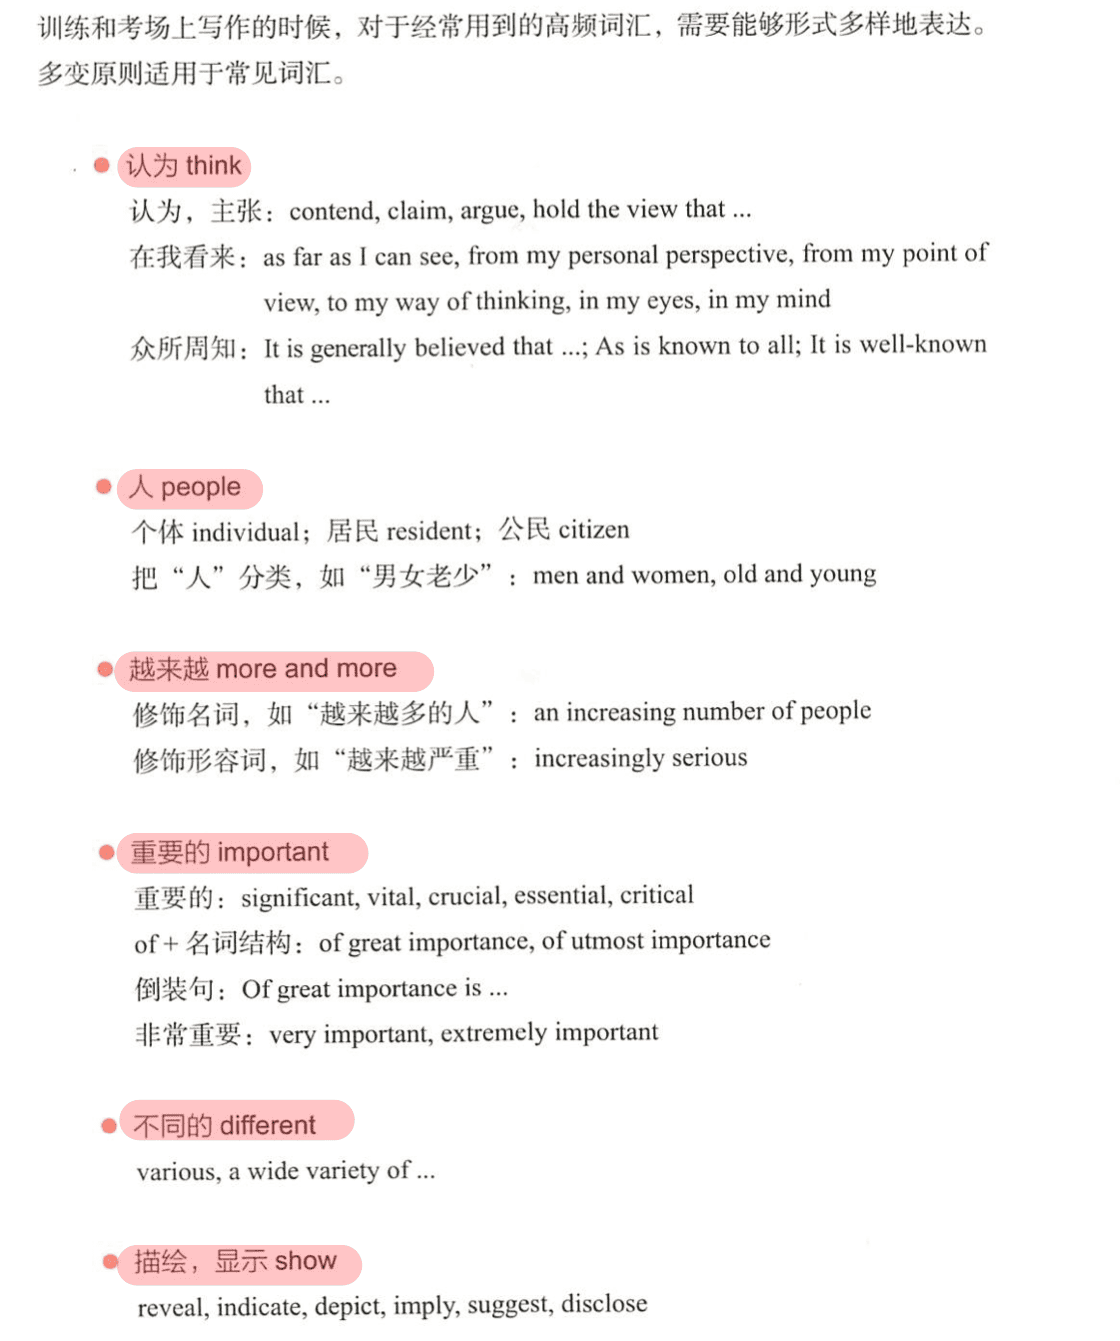 训练和考场上写作的时候，对于经常用到的高频词汇，需要能够形式多样地表达。
多变原则适用于常见词汇。
认为 think
认为，主张：contend, claim, argue, hold the view that ...
在我看来：as far as I can see, from my personal perspective, from my point of
view, to my way of thinking, in my eyes, in my mind
众所周知：It is generally believed that ...; As is known to all; It is well-known
that ...
人 people
个体 individual；居民 resident；公民 citizen
把“人”分类，如“男女老少”：men and women, old and young
越来越 more and more
修饰名词，如“越来越多的人”：an increasing number of people
修饰形容词，如“越来越严重”：increasingly serious
重要的 important
重要的：significant, vital, crucial, essential, critical
of + 名词结构：of great importance, of utmost importance
倒装句：Of great importance is ...
非常重要：very important, extremely important
不同的 different
various, a wide variety of ...
描绘，显示 show
reveal, indicate, depict, imply, suggest, disclose